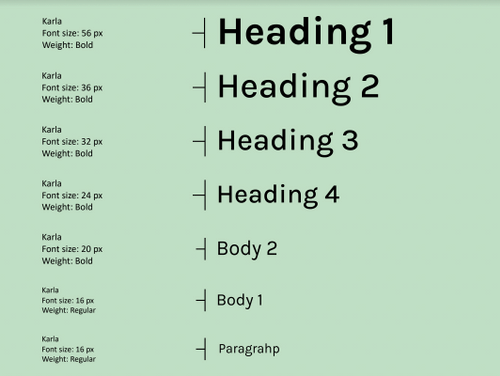 Karla
Font size: 56 px
Weight: Bold
Heading 1
Karla
Font size: 36 px
Weight: Bold
Heading 2
Karla
Font size: 32 px
Weight: Bold
Heading 3
Karla
Font size: 24 px
Weight: Bold
Heading 4
Karla
Font size: 20 px
Weight: Bold
Body 2
Karla
Font size: 16 px
Weight: Regular
Body 1
Karla
Font size: 16 px
Weight: Regular
Paragrahp